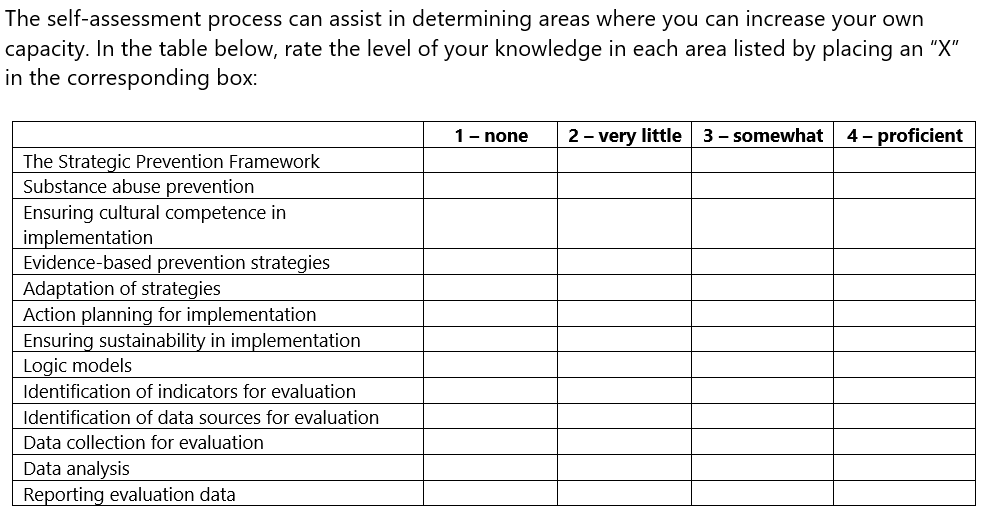 The self-assessment process can assist in determining areas where you can increase your own
capacity. In the table below, rate the level of your knowledge in each area listed by placing an “X”
in the corresponding box:
1 – none 2 – very little 3 – somewhat 4 – proficient
The Strategic Prevention Framework
Substance abuse prevention
Ensuring cultural competence in
implementation
Evidence-based prevention strategies
Adaptation of strategies
Action planning for implementation
Ensuring sustainability in implementation
Logic models
Identification of indicators for evaluation
Identification of data sources for evaluation
Data collection for evaluation
Data analysis
Reporting evaluation data